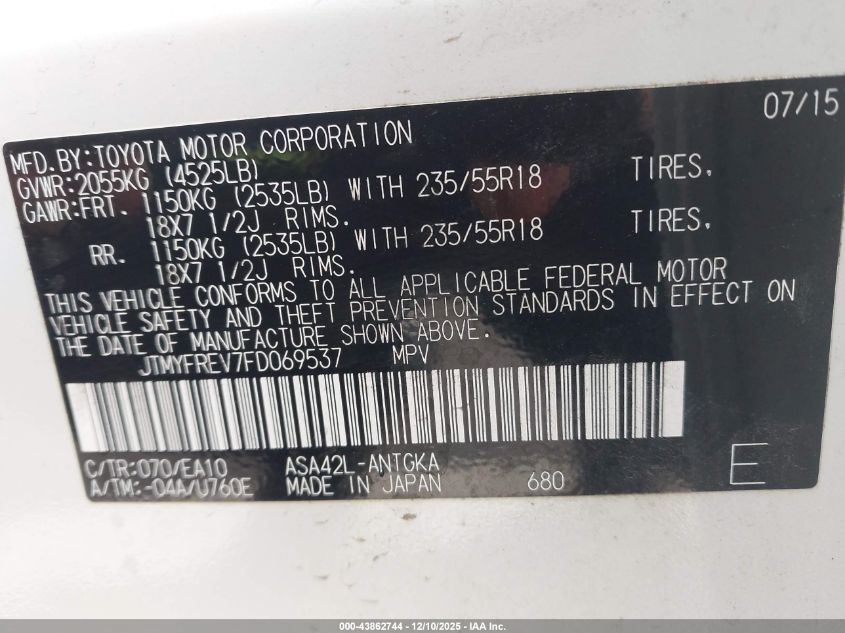 07/15
MFD.BY:TOYOTA MOTOR CORPORATION
GVWR:2055KG (4525LB)
GAWR:FRT. 1150KG (2535LB) WITH 235/55R18 TIRES.
18X7 1/2J RIMS.
RR. 1150KG (2535LB) WITH 235/55R18 TIRES.
18X7 1/2J RIMS.
THIS VEHICLE CONFORMS TO ALL APPLICABLE FEDERAL MOTOR
VEHICLE SAFETY AND THEFT PREVENTION STANDARDS IN EFFECT ON
THE DATE OF MANUFACTURE SHOWN ABOVE.
JTMYFREV7FD069537 MPV
C/TR:070/EA10 ASA42L-ANTGKA
A/TM:-04A/U760E MADE IN JAPAN 680
E
000-43862744 - 12/10/2025 - IAA Inc.